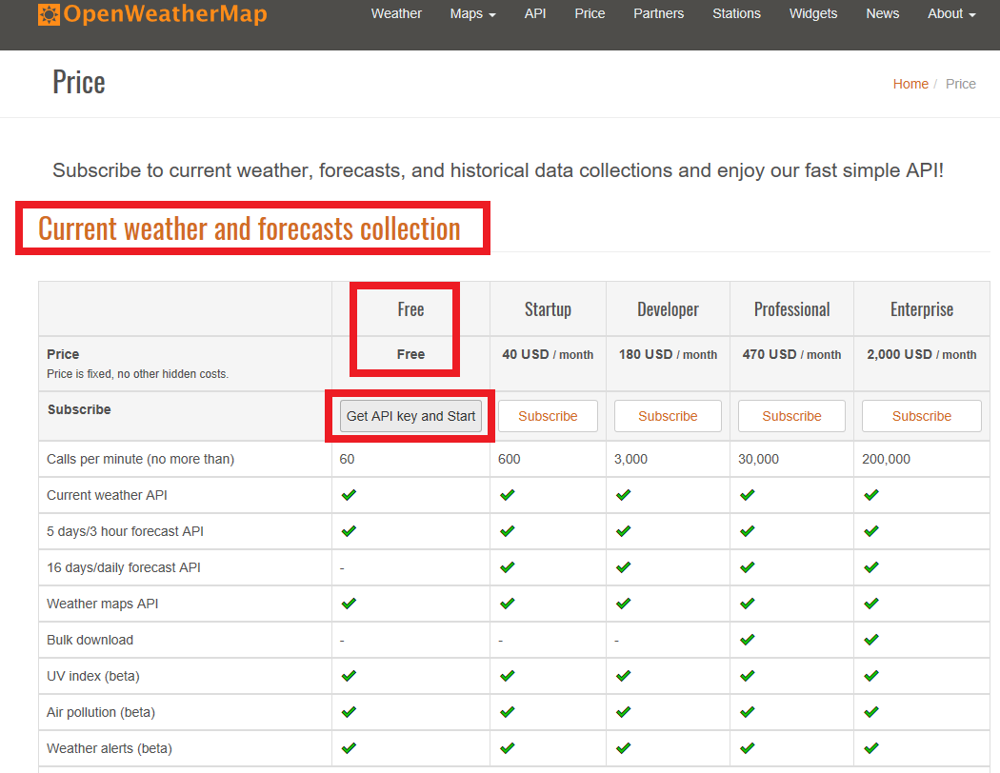 OpenWeatherMap Weather Maps API Price Partners Stations Widgets News About
Price
Home / Price
Subscribe to current weather, forecasts, and historical data collections and enjoy our fast simple API!
Current weather and forecasts collection
Free Startup Developer Professional Enterprise
Price Free 40 USD / month 180 USD / month 470 USD / month 2,000 USD / month
Price is fixed, no other hidden costs.
Subscribe Get API key and Start Subscribe Subscribe Subscribe Subscribe
Calls per minute (no more than) 60 600 3,000 30,000 200,000
Current weather API
5 days/3 hour forecast API
16 days/daily forecast API -
Weather maps API
Bulk download - - -
UV index (beta)
Air pollution (beta)
Weather alerts (beta)